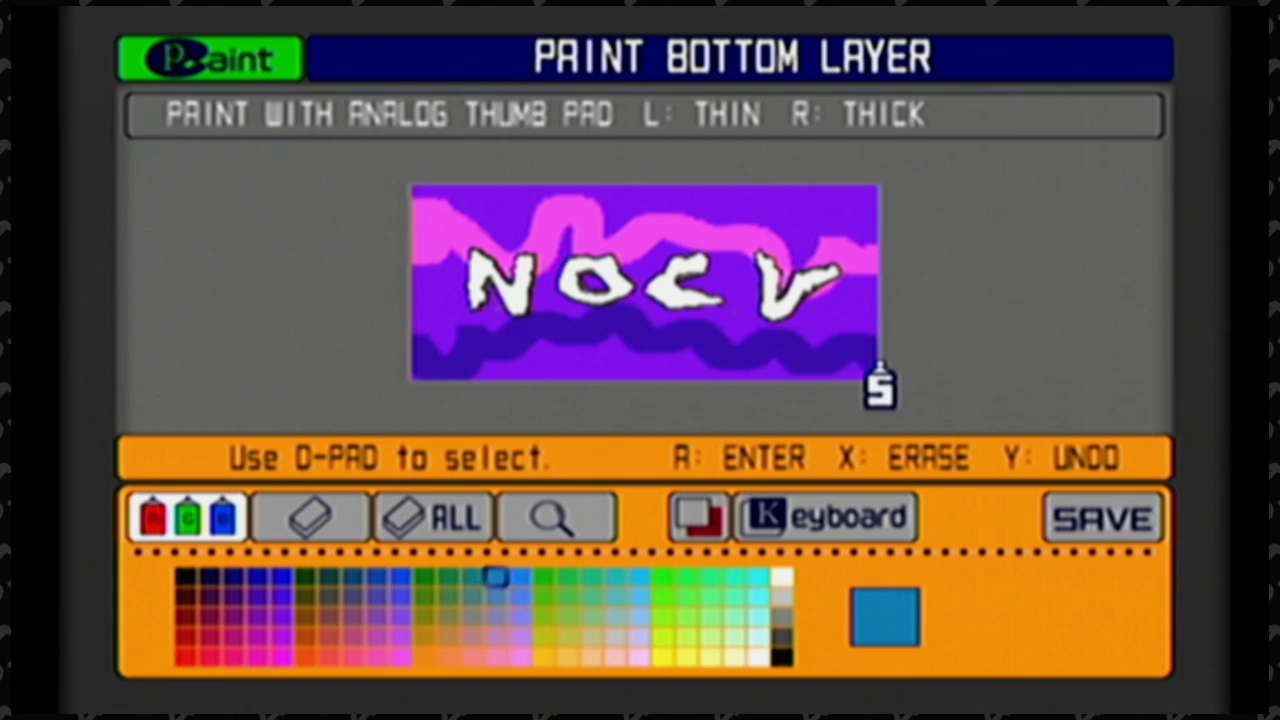 Paint
PAINT BOTTOM LAYER
PAINT WITH ANALOG THUMB PAD L: THIN R: THICK
NOCV
S
Use D-PAD to select. A: ENTER X: ERASE Y: UNDO
R G B ALL Keyboard SAVE